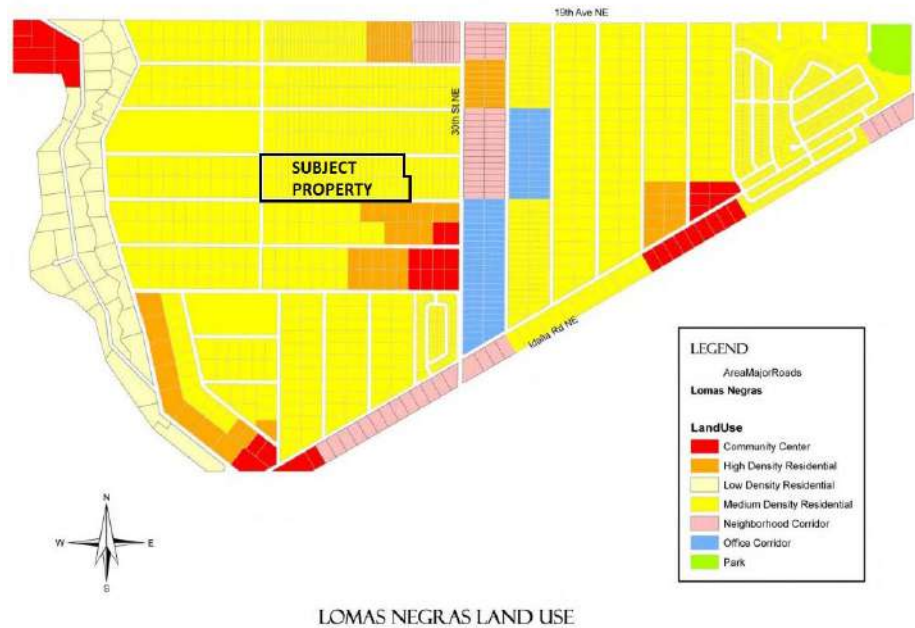 19th Ave NE
30th St NE
SUBJECT
PROPERTY
Idalia Rd NE
LEGEND
AreaMajorRoads
Lomas Negras
LandUse
Community Center
High Density Residential
Low Density Residential
Medium Density Residential
Neighborhood Corridor
Office Corridor
Park
N
W
E
S
LOMAS NEGRAS LAND USE